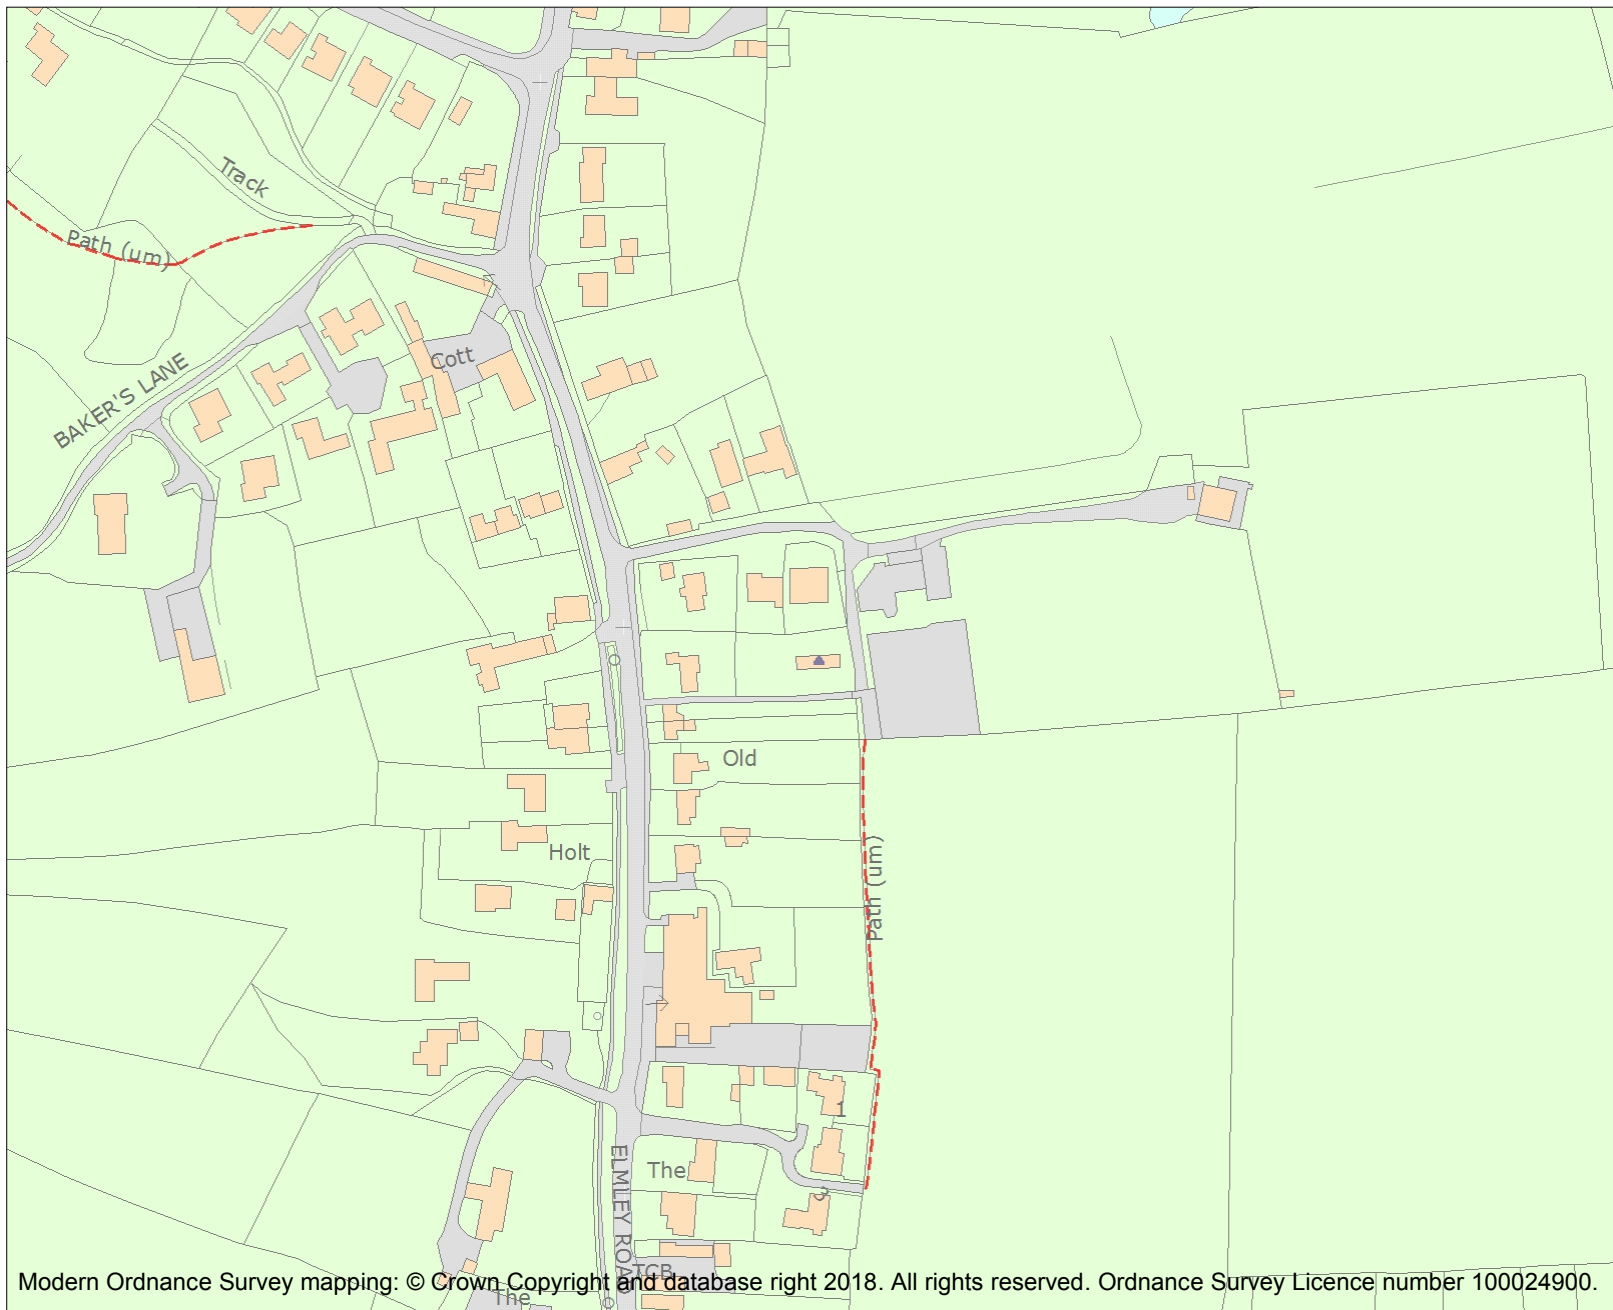 Track
Path (um)
Cott
BAKER'S LANE
Old
Path (um)
Holt
1
The
3
ELMLEY ROAD
TCB
The
Modern Ordnance Survey mapping: © Crown Copyright and database right 2018. All rights reserved. Ordnance Survey Licence number 100024900.